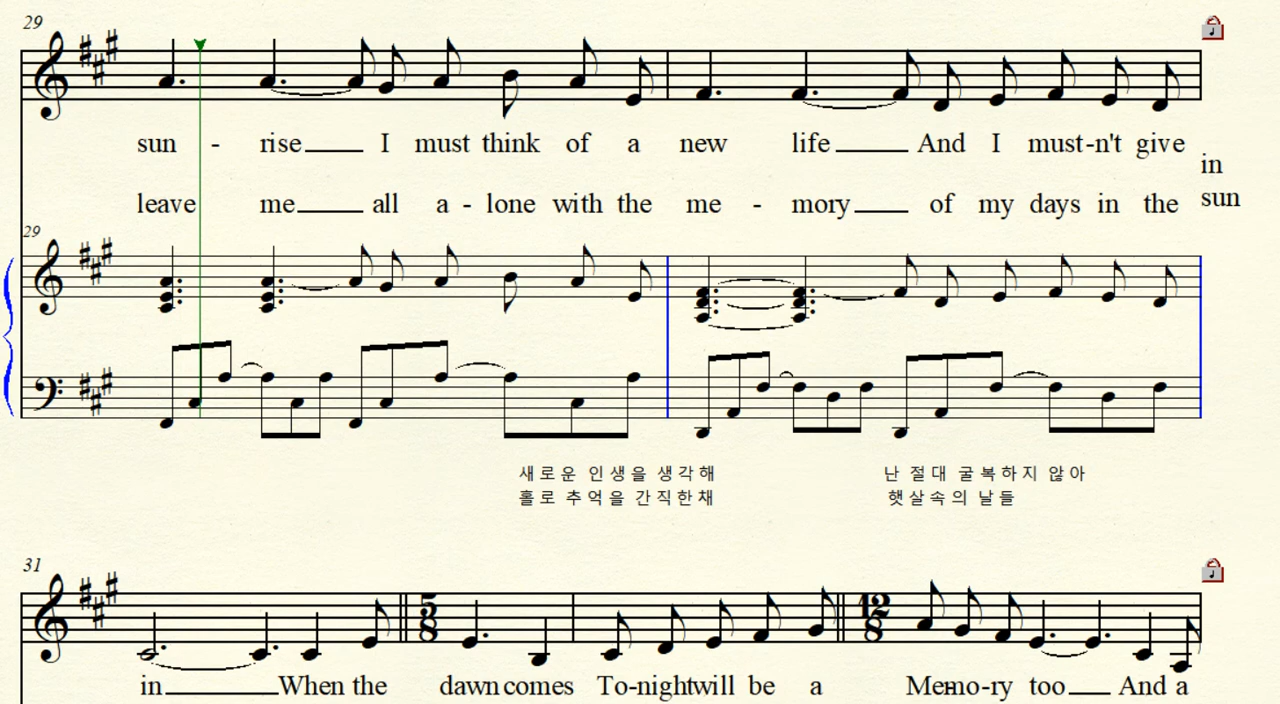 29
sun - rise I must think of a new life And I must-n't give in
leave me all a - lone with the me - mory of my days in the sun
29
새로운 인생을 생각해 난 절대 굴복하지 않아
홀로 추억을 간직한채 햇살속의 날들
31
5
8
12
8
in When the dawn comes To-night will be a Me-mo-ry too And a